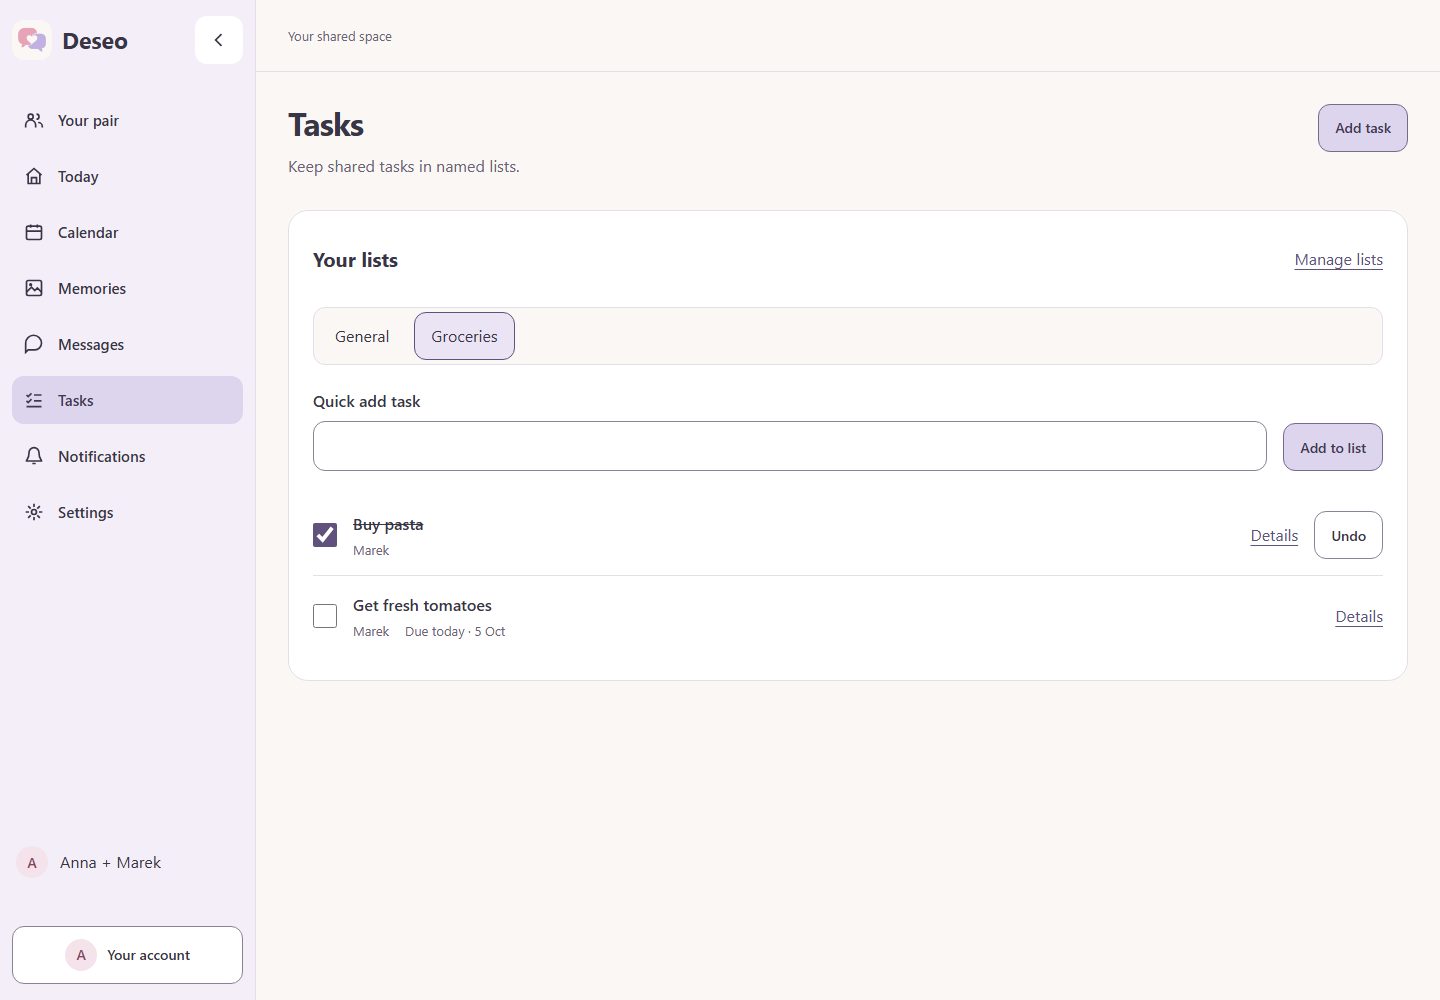 Deseo
Your pair
Today
Calendar
Memories
Messages
Tasks
Notifications
Settings
A Anna + Marek
A Your account
Your shared space
Tasks
Add task
Keep shared tasks in named lists.
Your lists
Manage lists
General Groceries
Quick add task
Add to list
Buy pasta
Marek
Details Undo
Get fresh tomatoes
Marek Due today · 5 Oct
Details